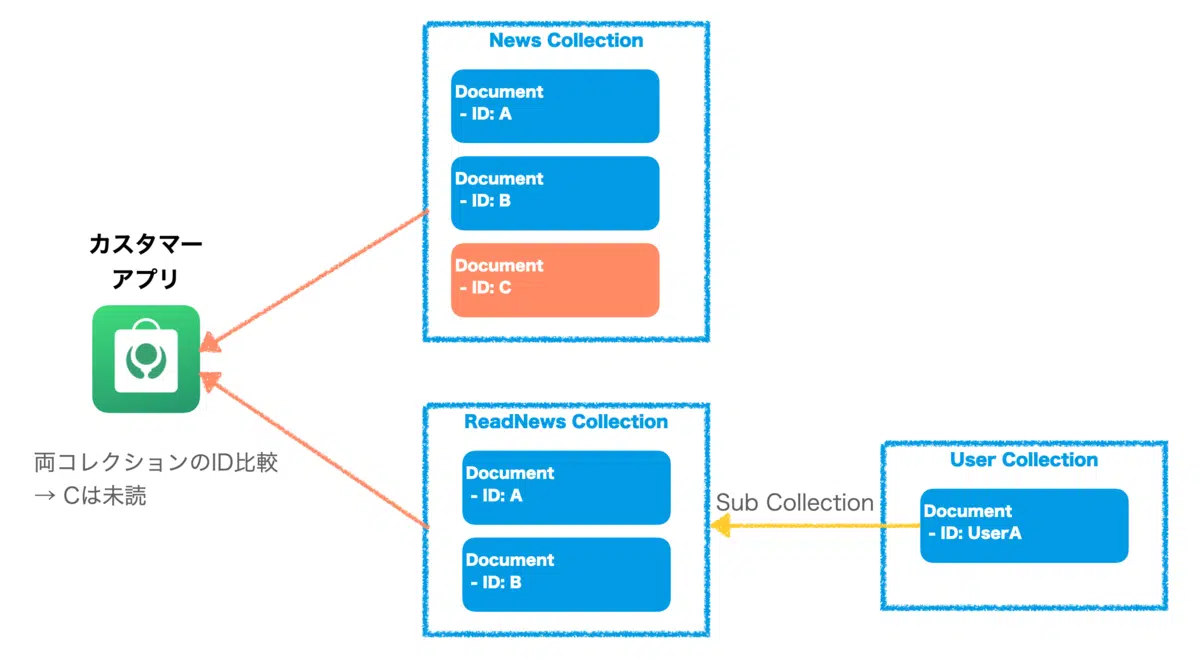 News Collection
Document
- ID: A
Document
- ID: B
Document
- ID: C
カスタマー
アプリ
両コレクションのID比較
→ Cは未読
ReadNews Collection
Document
- ID: A
Document
- ID: B
Sub Collection
User Collection
Document
- ID: UserA